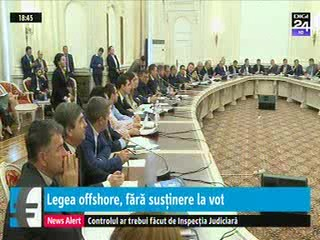 18:45
DIGI 24
HD
Legea offshore, fără susținere la vot
News Alert Controlul ar trebui făcut de Inspecția Judiciară